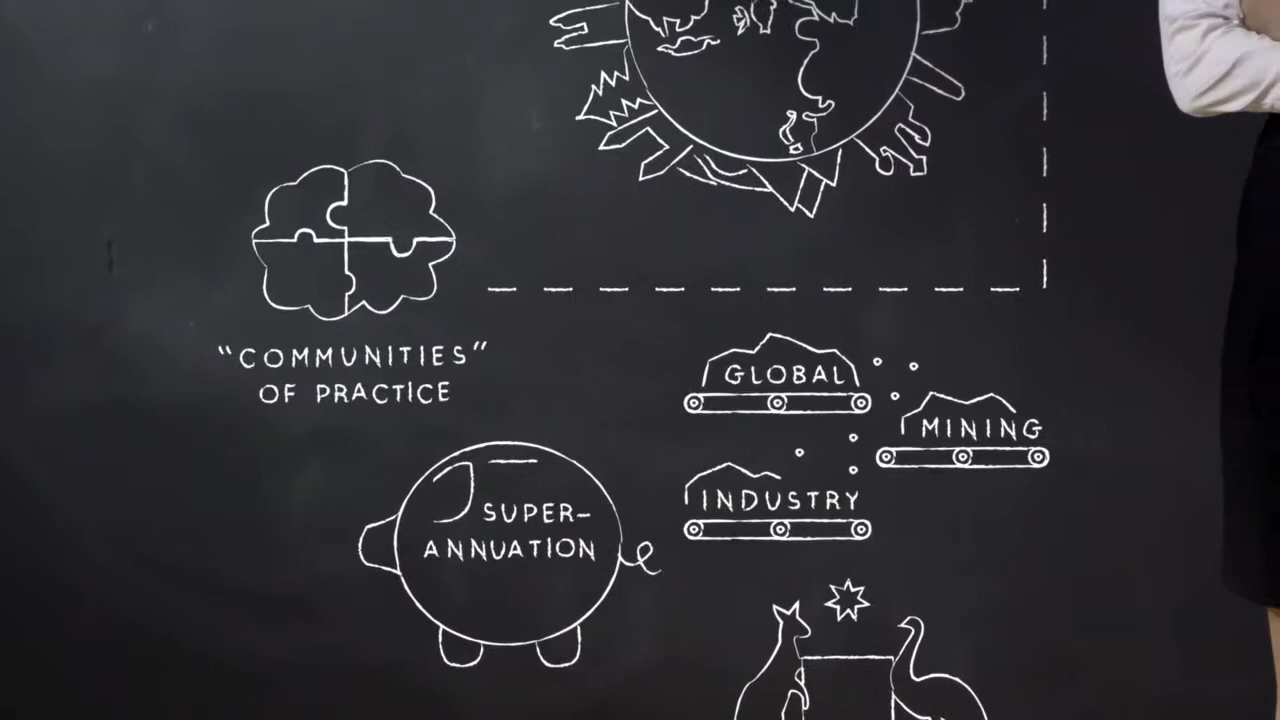 "COMMUNITIES"
OF PRACTICE
GLOBAL
MINING
INDUSTRY
SUPER-
ANNUATION